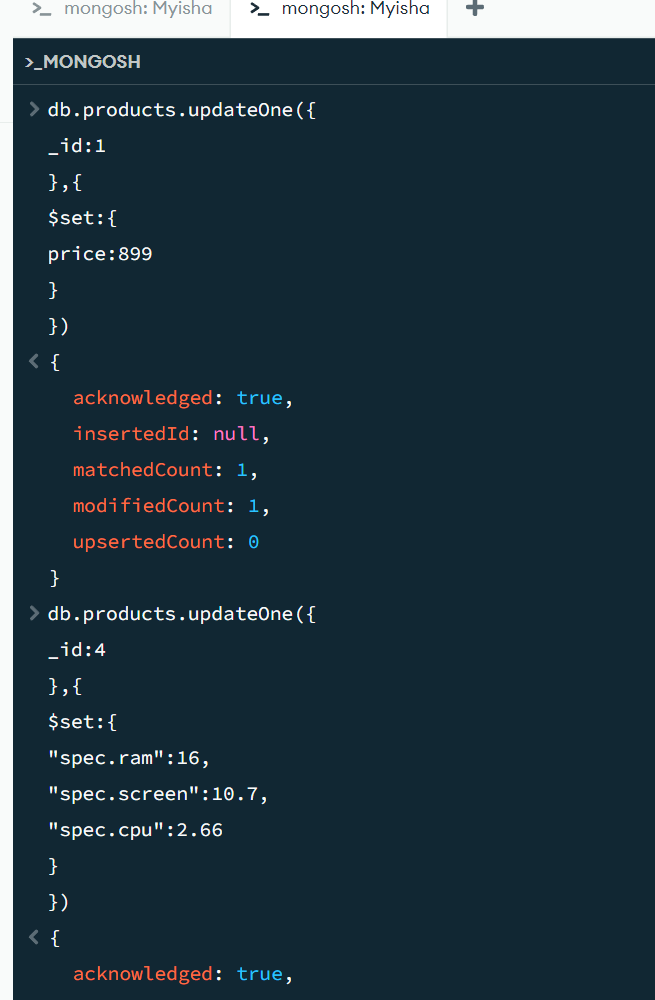 >_ mongosh: Myisha >_ mongosh: Myisha +
>_MONGOSH
> db.products.updateOne({
_id:1
},{
$set:{
price:899
}
})
< {
acknowledged: true,
insertedId: null,
matchedCount: 1,
modifiedCount: 1,
upsertedCount: 0
}
> db.products.updateOne({
_id:4
},{
$set:{
"spec.ram":16,
"spec.screen":10.7,
"spec.cpu":2.66
}
})
< {
acknowledged: true,